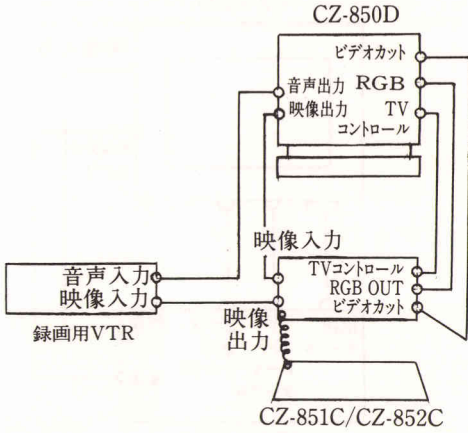 CZ-850D
ビデオカット
音声出力 RGB
映像出力 TV
コントロール
映像入力
音声入力
映像入力
録画用VTR
TVコントロール
RGB OUT
ビデオカット
映像
出力
CZ-851C/CZ-852C